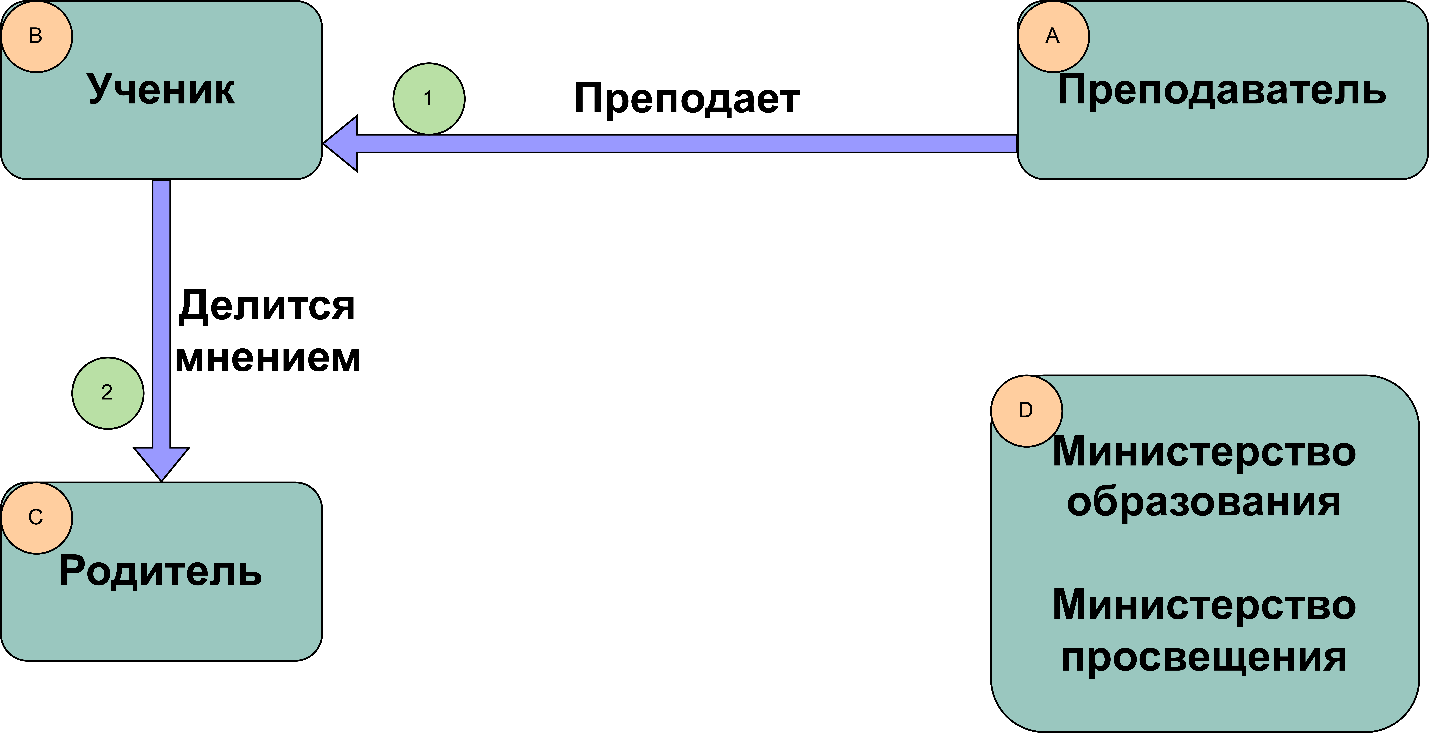 B
Ученик
1
Преподает
A
Преподаватель
Делится
мнением
2
C
Родитель
D
Министерство
образования
Министерство
просвещения